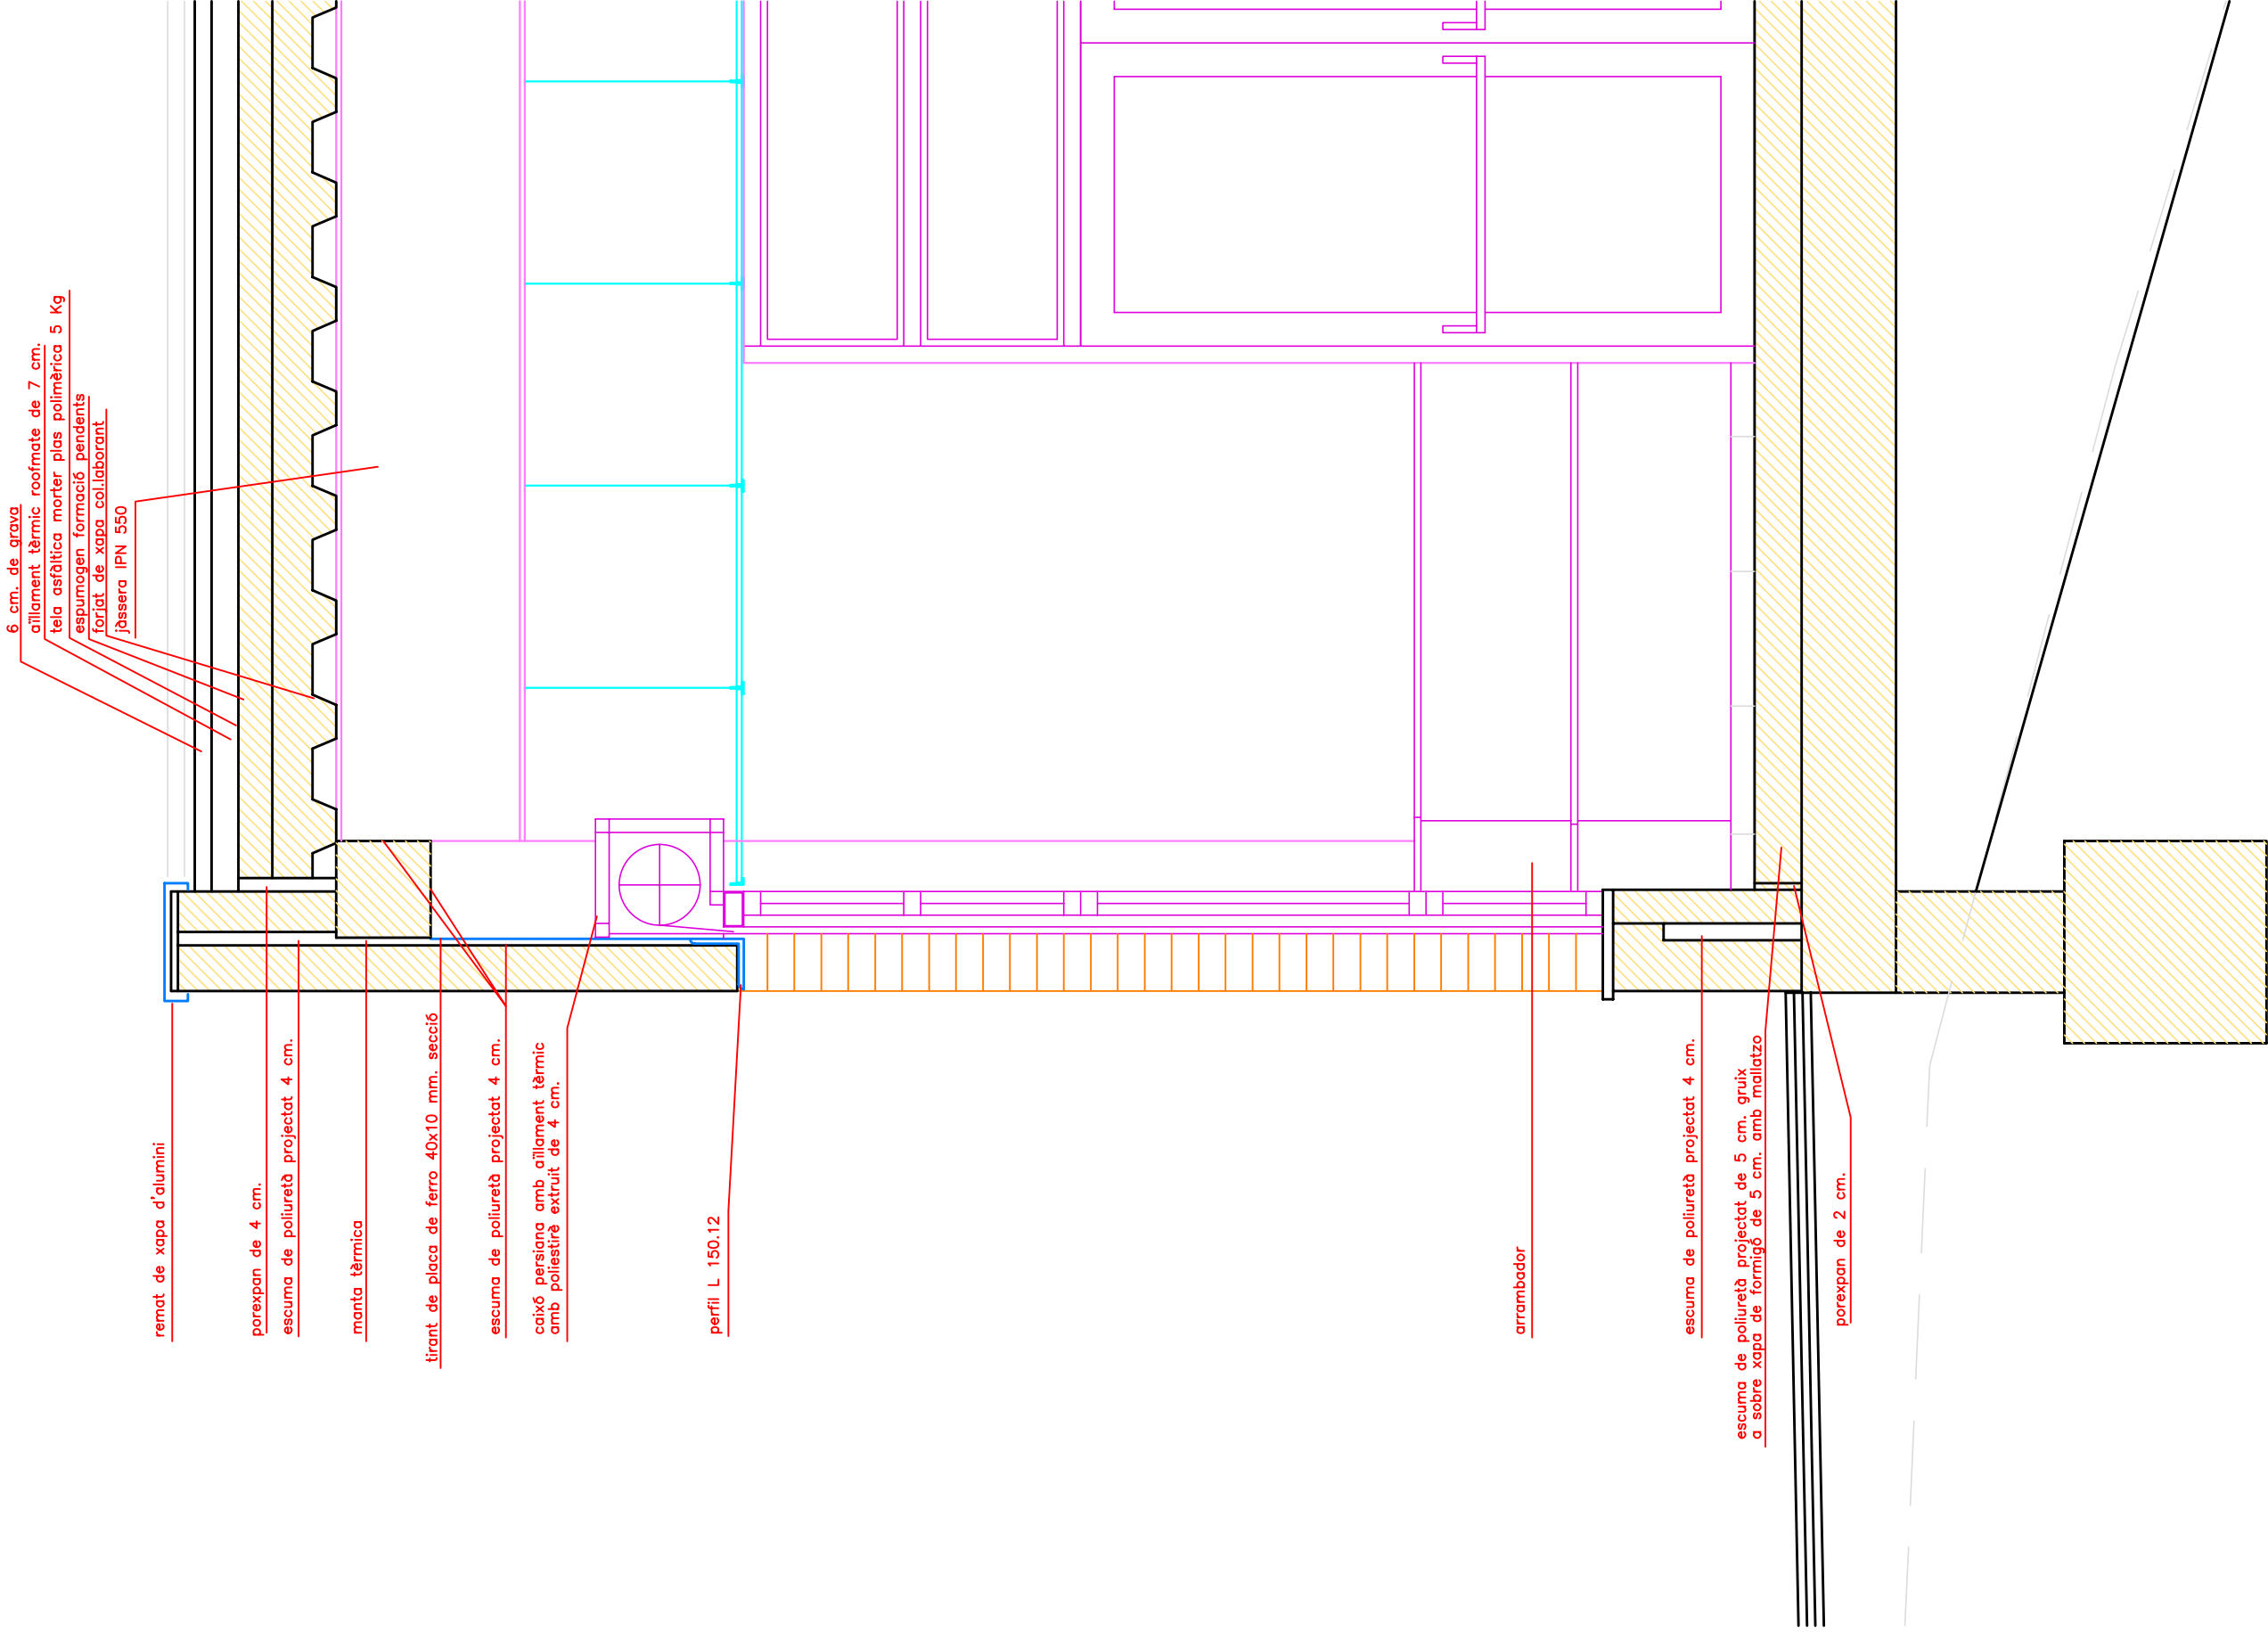 6 cm. de grava
aïllament tèrmic roofmate de 7 cm.
tela asfàltica morter plas polimèrica 5 Kg
espumogen formació pendents
forjat de xapa col.laborant
jàssera IPN 550
remat de xapa d'alumini
porexpan de 4 cm.
escuma de poliuretà projectat 4 cm.
manta tèrmica
tirant de placa de ferro 40x10 mm. secció
escuma de poliuretà projectat 4 cm.
caixó persiana amb aïllament tèrmic
amb poliestirè extruit de 4 cm.
perfil L 150.12
arrambador
escuma de poliuretà projectat 4 cm.
escuma de poliuretà projectat de 5 cm. gruix
a sobre xapa de formigó de 5 cm. amb mallatzo
porexpan de 2 cm.